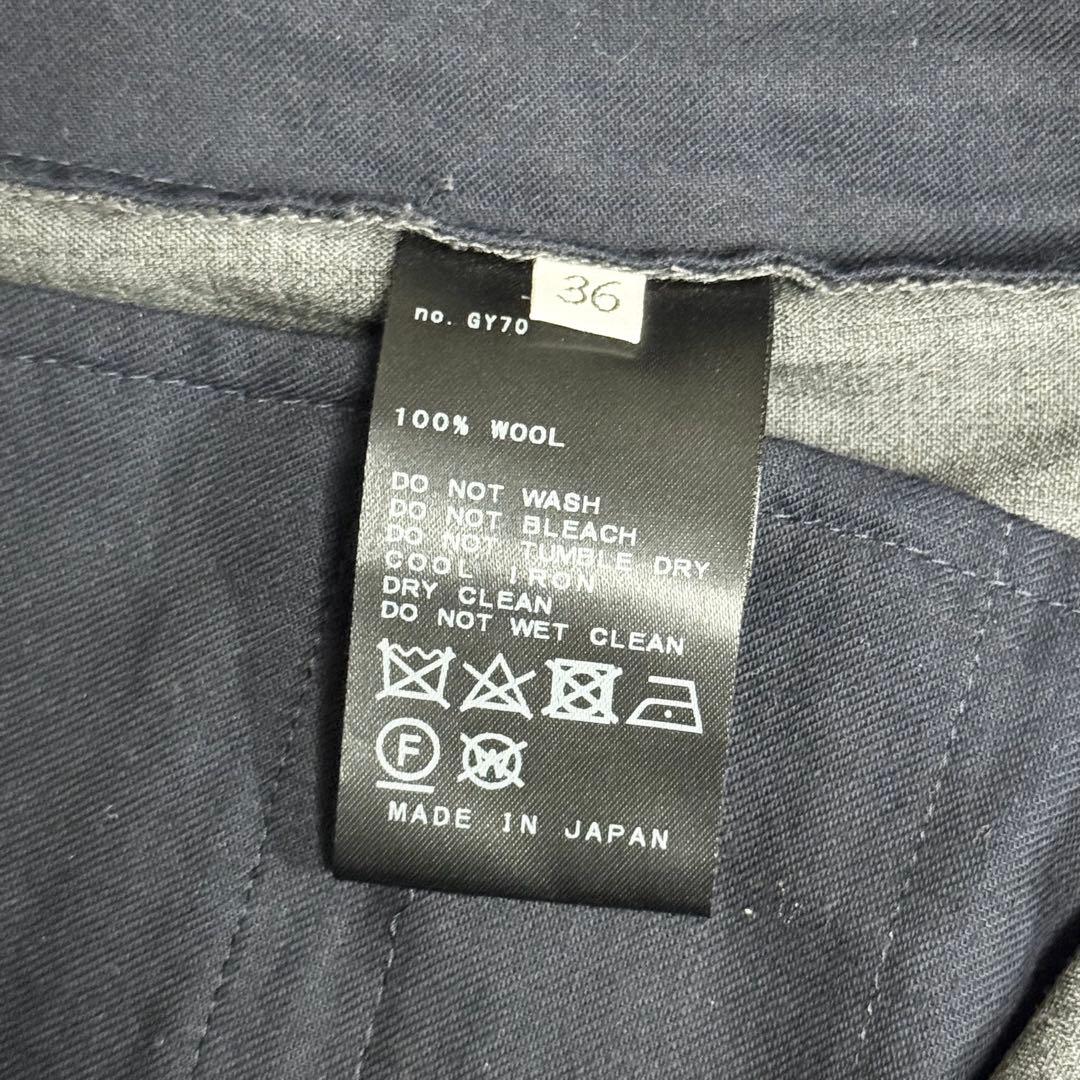 36
no. GY70
100% WOOL
DO NOT WASH
DO NOT BLEACH
DO NOT TUMBLE DRY
COOL IRON
DRY CLEAN
DO NOT WET CLEAN
F W
MADE IN JAPAN